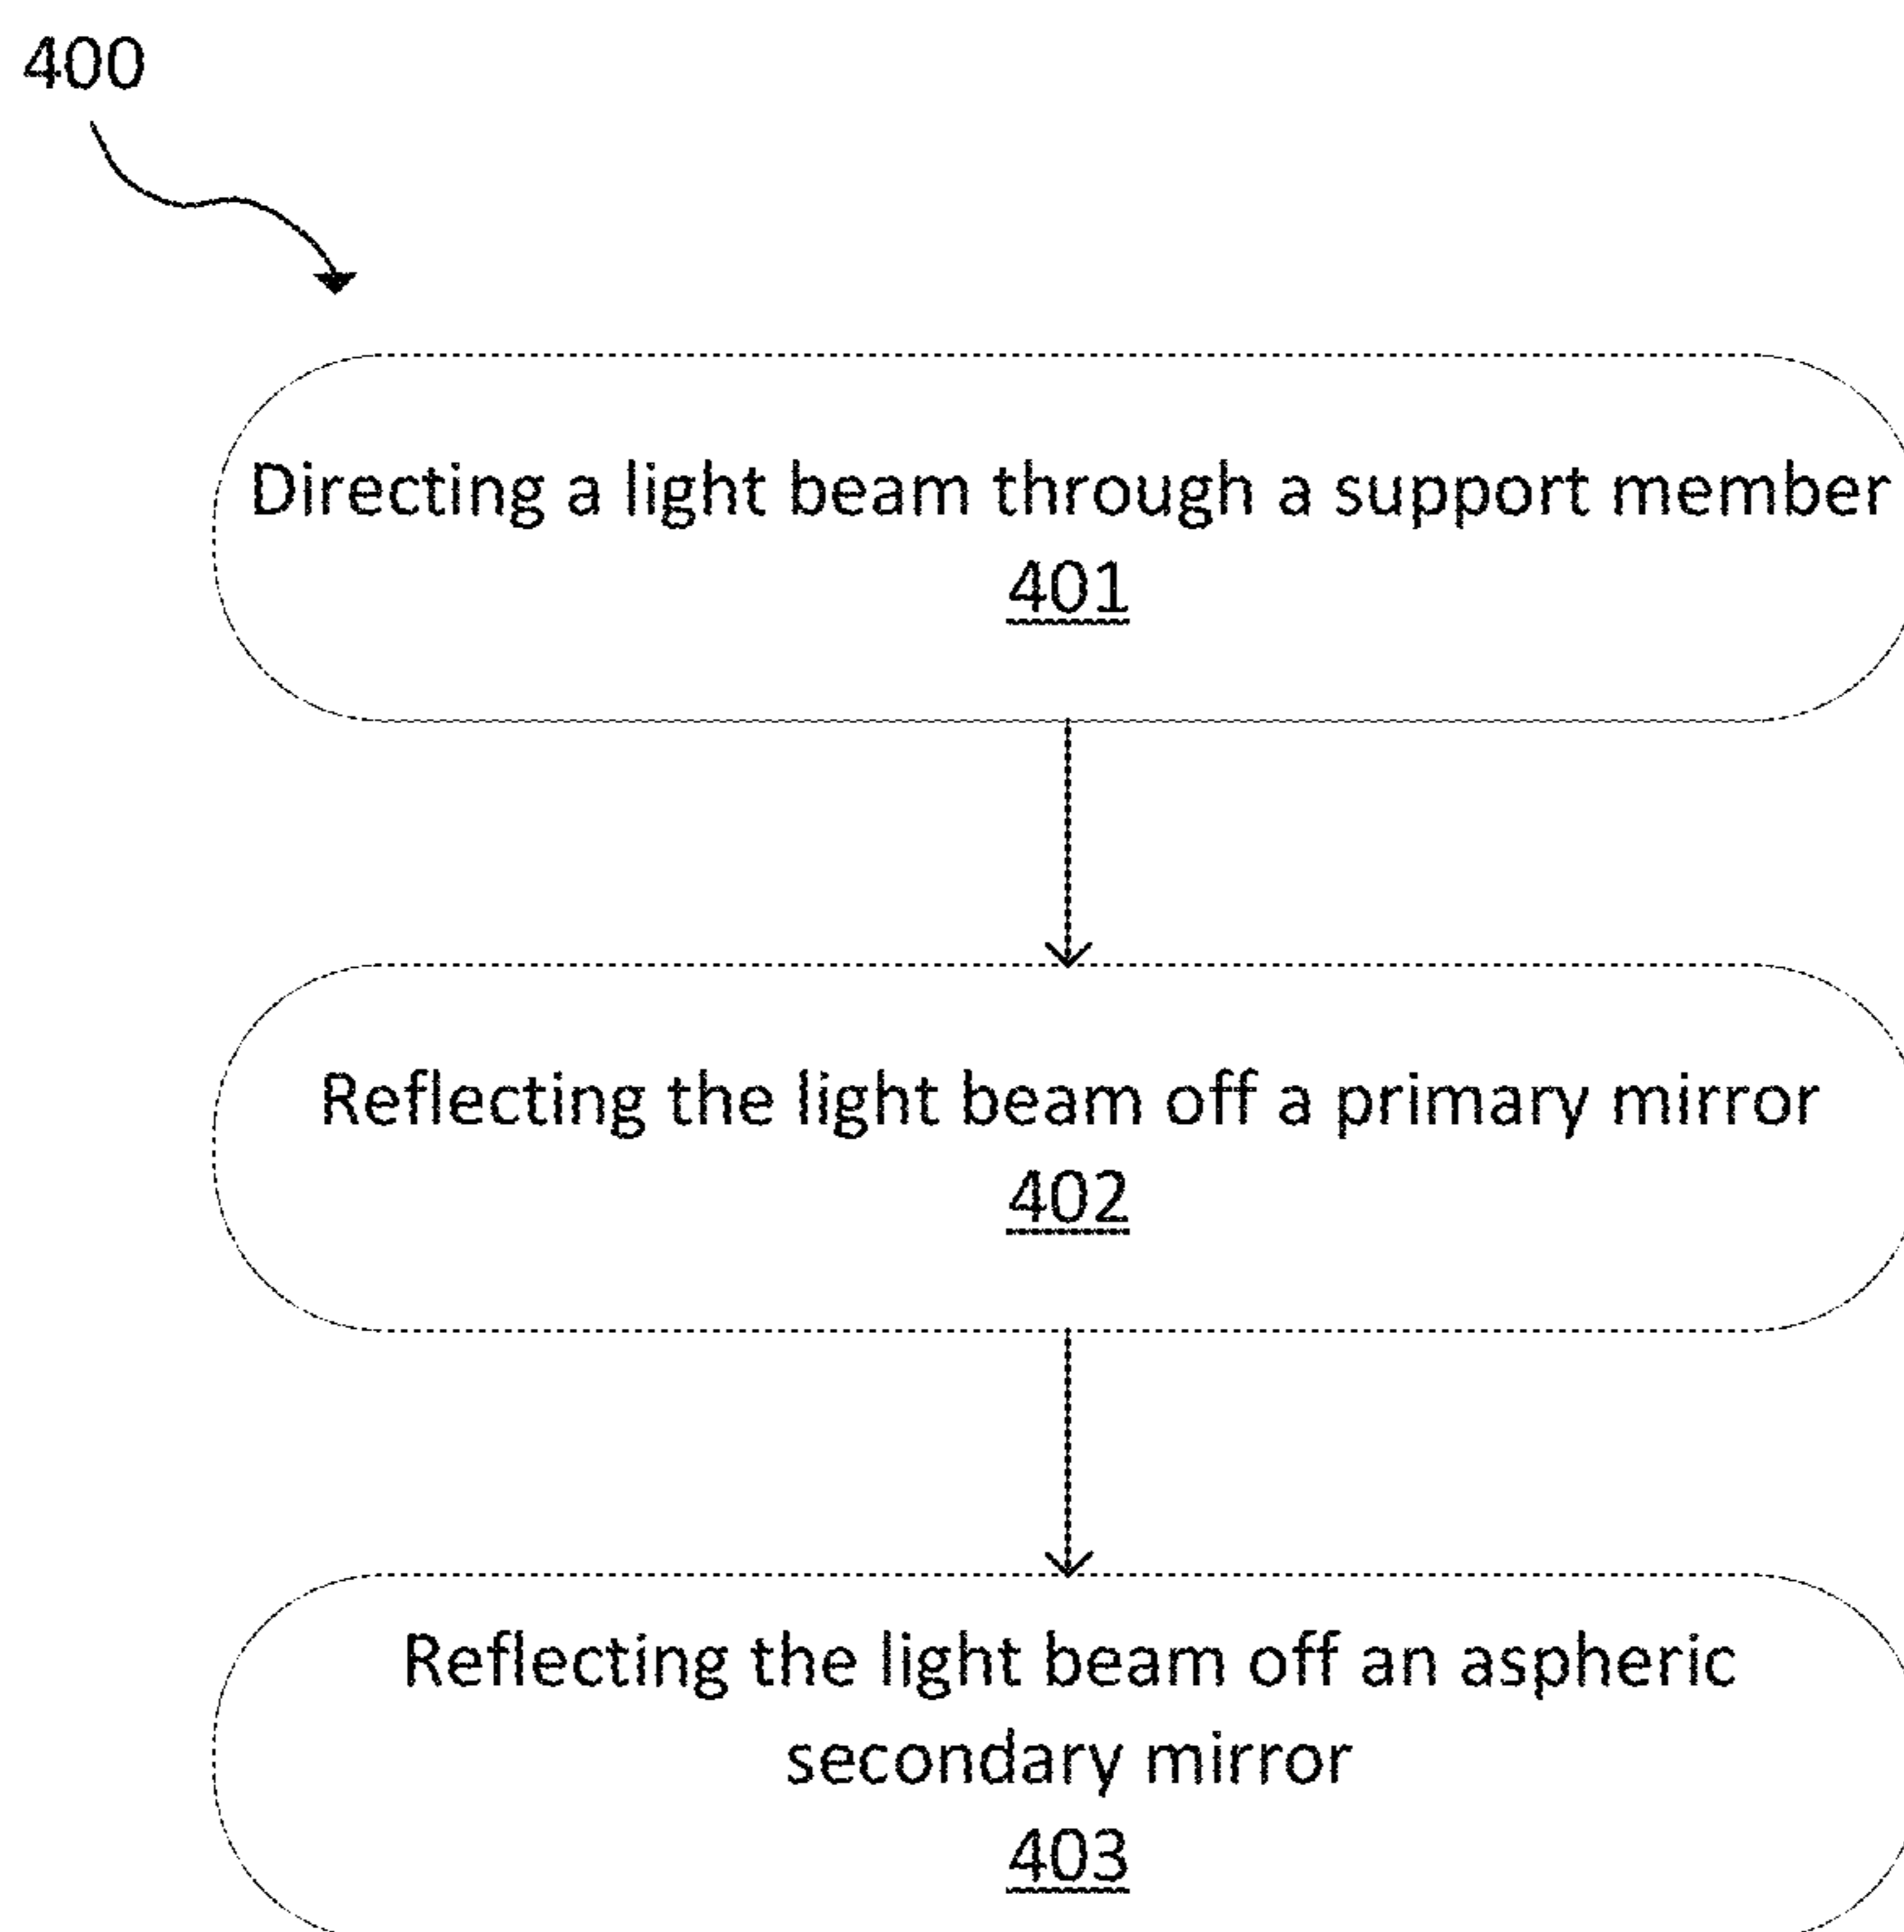 400
Directing a light beam through a support member
401
Reflecting the light beam off a primary mirror
402
Reflecting the light beam off an aspheric
secondary mirror
403